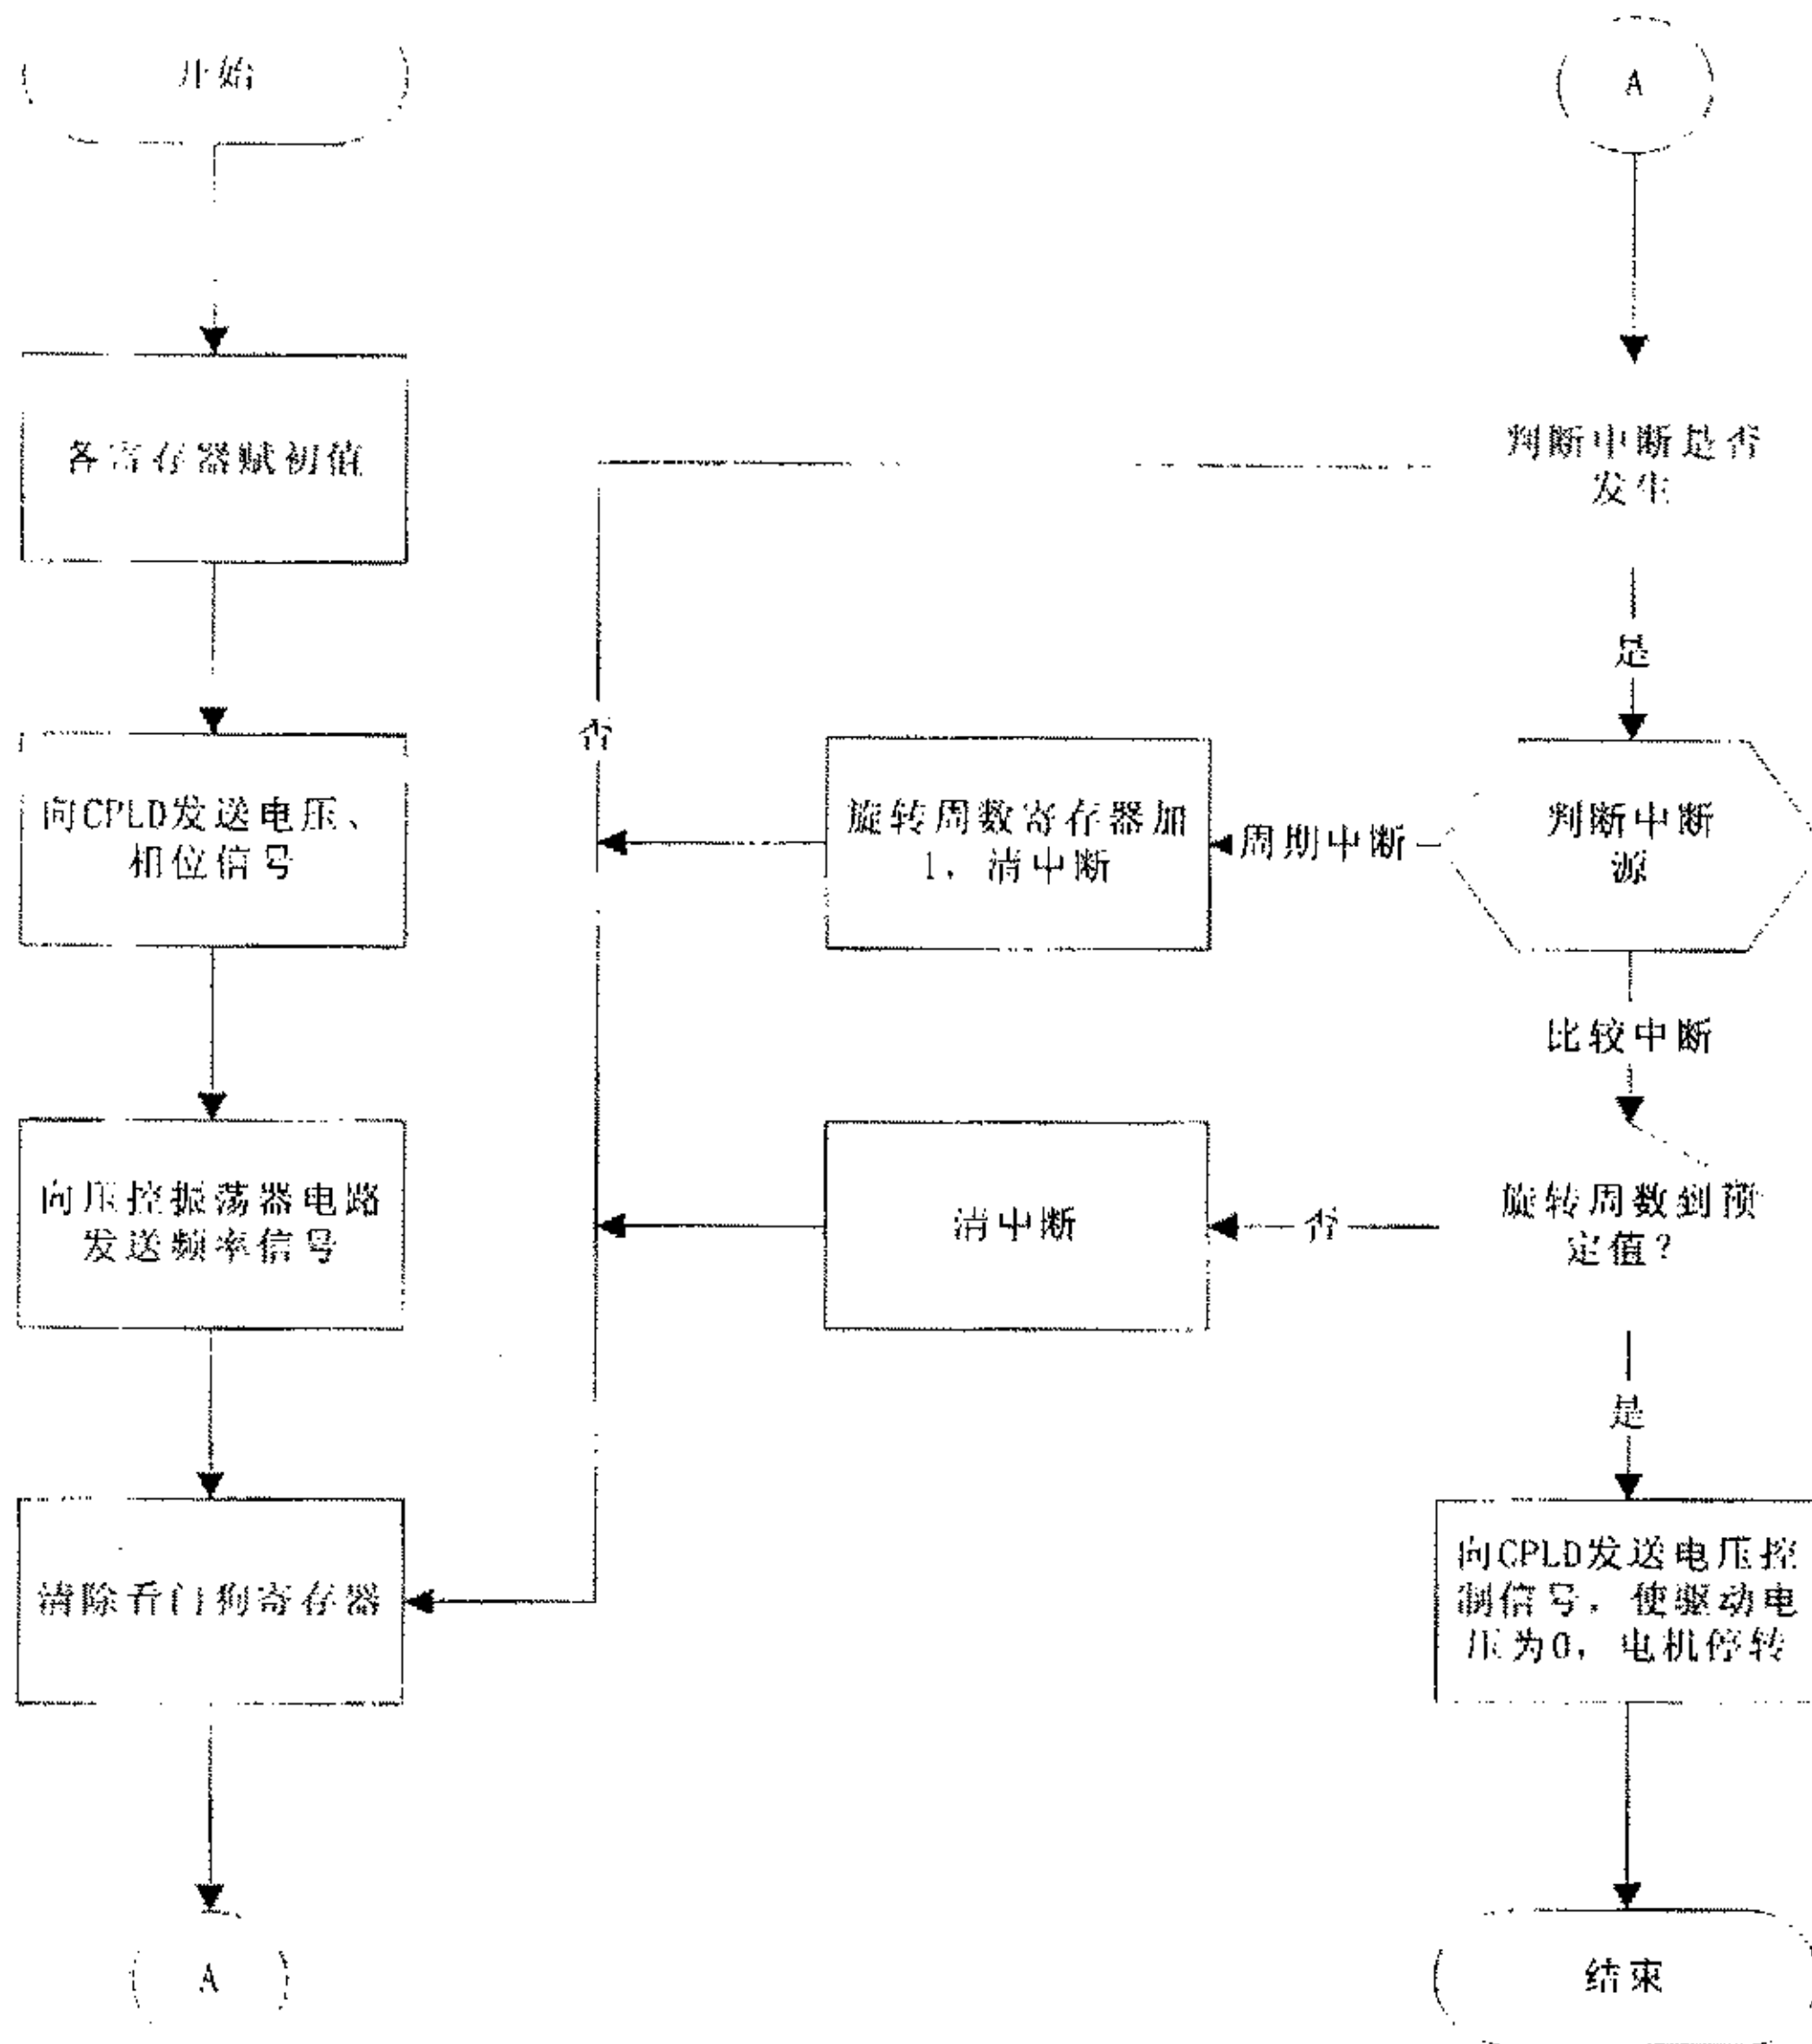 开始
各寄存器赋初值
向CPLD发送电压、
相位信号
向压控振荡器电路
发送频率信号
清除看门狗寄存器
A
A
判断中断是否
发生
是
否
判断中断
源
周期中断
旋转周数寄存器加
1，清中断
比较中断
旋转周数到预
定值？
否
清中断
是
向CPLD发送电压控
制信号，使驱动电
压为0，电机停转
结束